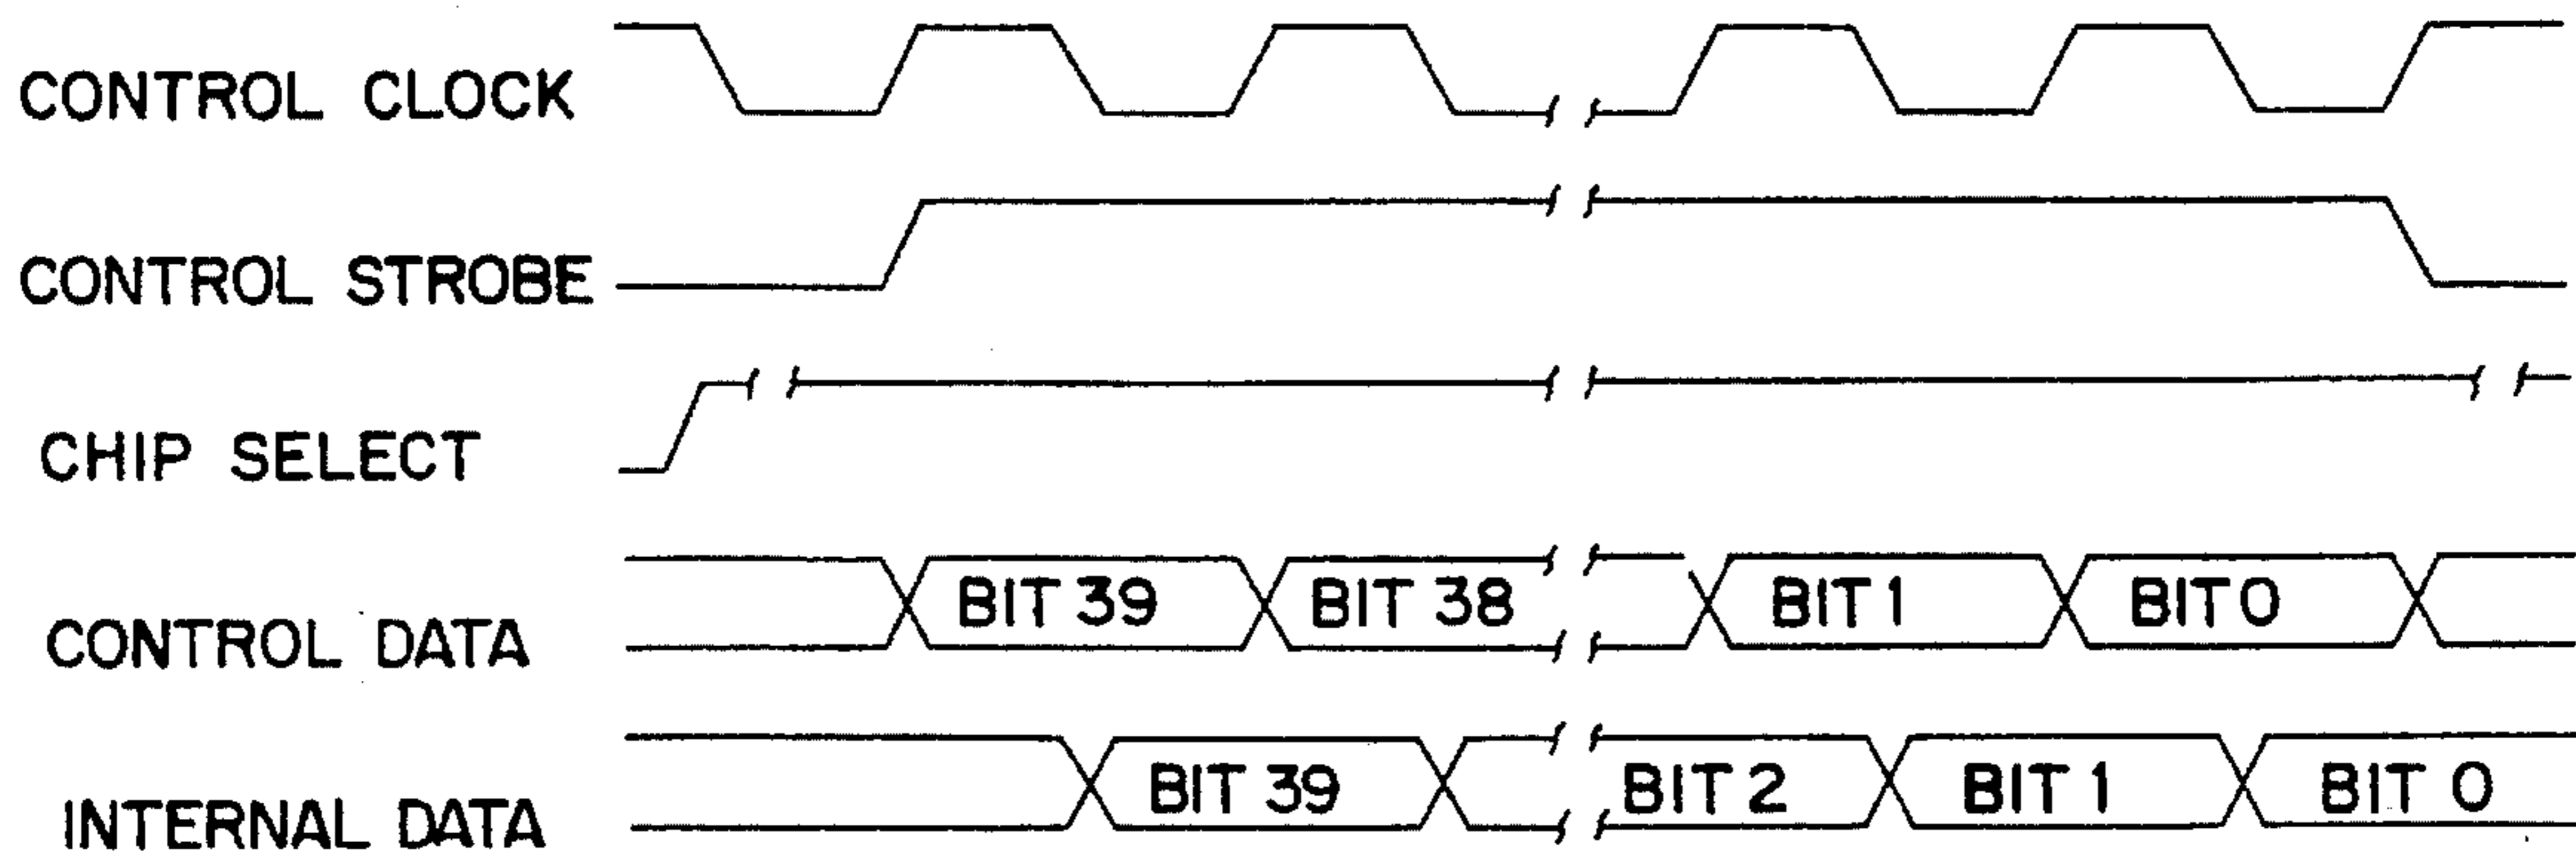 CONTROL CLOCK
CONTROL STROBE
CHIP SELECT
CONTROL DATA BIT 39 BIT 38 BIT 1 BIT 0
INTERNAL DATA BIT 39 BIT 2 BIT 1 BIT 0